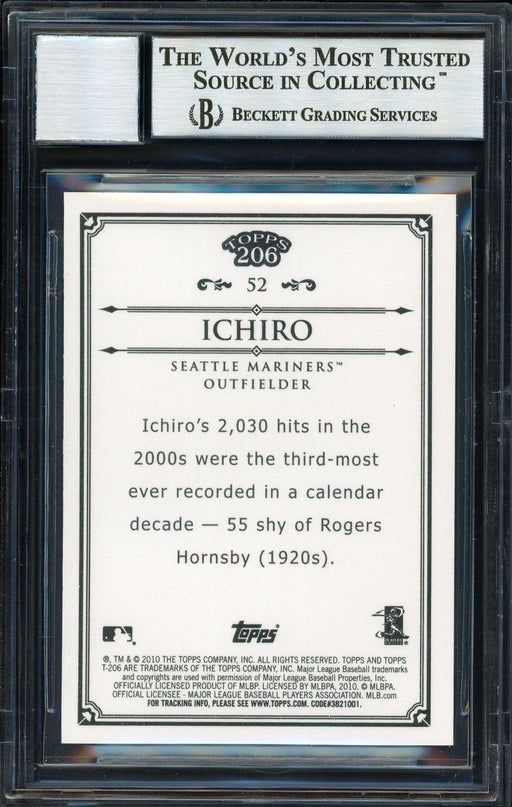 THE WORLD'S MOST TRUSTED
SOURCE IN COLLECTING™
B BECKETT GRADING SERVICES
TOPPS
206
52
ICHIRO
SEATTLE MARINERS™
OUTFIELDER
Ichiro's 2,030 hits in the
2000s were the third-most
ever recorded in a calendar
decade — 55 shy of Rogers
Hornsby (1920s).
Topps
®, TM & © 2010 THE TOPPS COMPANY, INC. ALL RIGHTS RESERVED. TOPPS AND TOPPS
T-206 ARE TRADEMARKS OF THE TOPPS COMPANY, INC. Major League Baseball trademarks
and copyrights are used with permission of Major League Baseball Properties, Inc.
OFFICIALLY LICENSED PRODUCT OF MLBP. LICENSED BY MLBPA, 2010. © MLBPA.
OFFICIAL LICENSEE - MAJOR LEAGUE BASEBALL PLAYERS ASSOCIATION. MLB.com
FOR TRACKING INFO, PLEASE SEE WWW.TOPPS.COM. CODE#3821001.